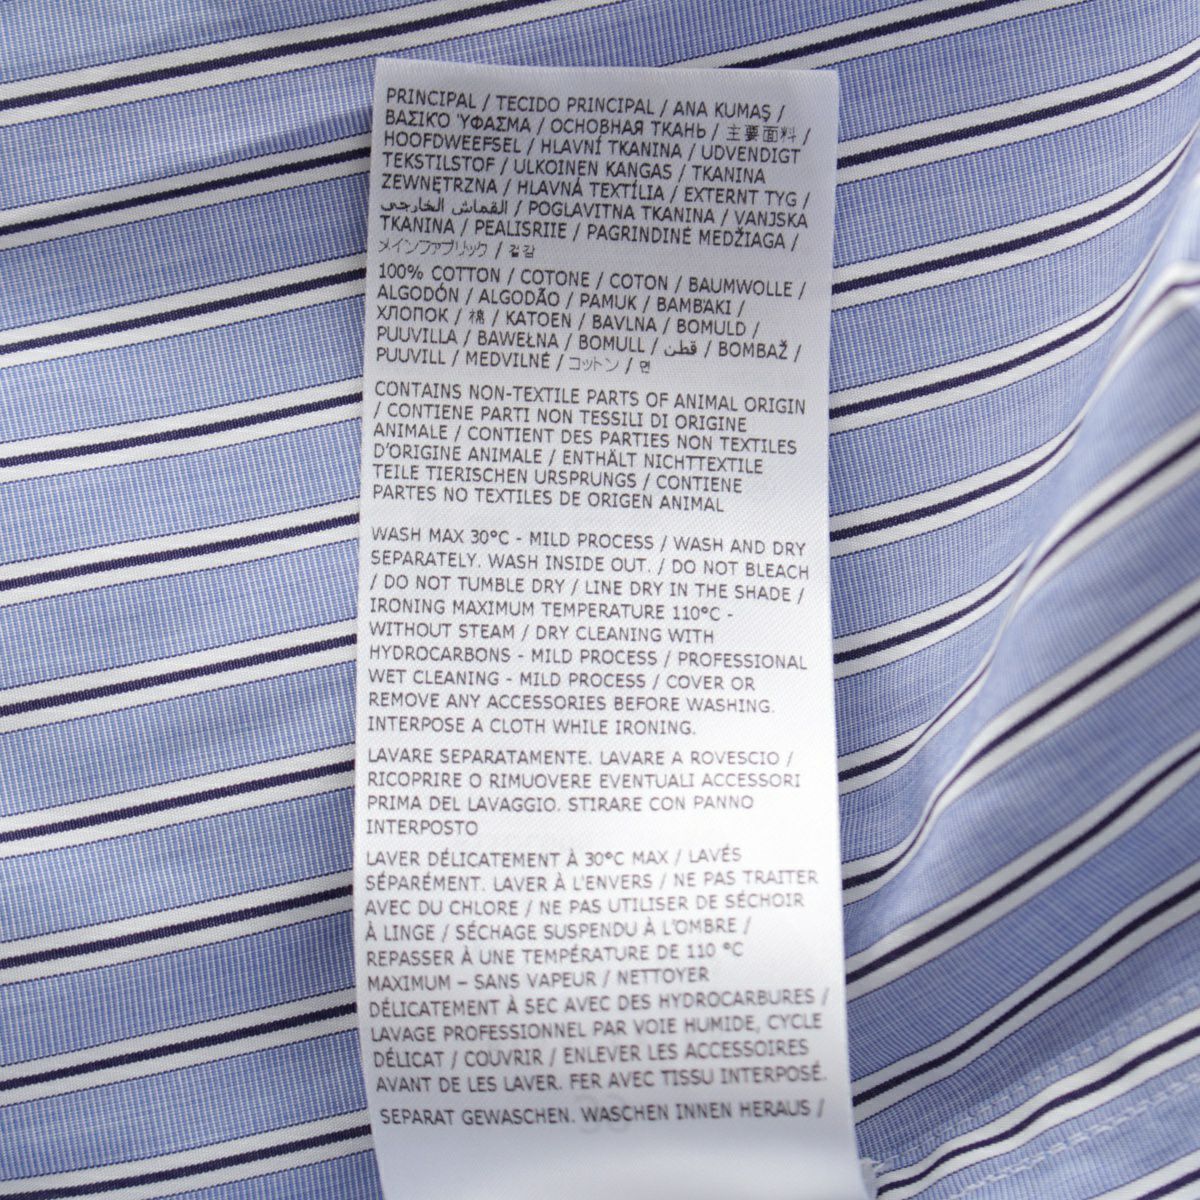 PRINCIPAL / TECIDO PRINCIPAL / ANA KUMAŞ /
ΒΑΣΙΚΌ ΎΦΑΣΜΑ / ОСНОВНАЯ ТКАНЬ / 主要面料 /
HOOFDWEEFSEL / HLAVNÍ TKANINA / UDVENDIGT
TEKSTILSTOF / ULKOINEN KANGAS / TKANINA
ZEWNĘTRZNA / HLAVNÁ TEXTÍLIA / EXTERNT TYG /
القماش الخارجي / POGLAVITNA TKANINA / VANJSKA
TKANINA / PEALISRIIE / PAGRINDINĖ MEDŽIAGA /
メインファブリック / 겉감
100% COTTON / COTONE / COTON / BAUMWOLLE /
ALGODÓN / ALGODÃO / PAMUK / ΒΑΜΒΆΚΙ /
ХЛОПОК / 棉 / KATOEN / BAVLNA / BOMULD /
PUUVILLA / BAWEŁNA / BOMULL / قطن / BOMBAŽ /
PUUVILL / MEDVILNĖ / コットン / 면
CONTAINS NON-TEXTILE PARTS OF ANIMAL ORIGIN
/ CONTIENE PARTI NON TESSILI DI ORIGINE
ANIMALE / CONTIENT DES PARTIES NON TEXTILES
D'ORIGINE ANIMALE / ENTHÄLT NICHTTEXTILE
TEILE TIERISCHEN URSPRUNGS / CONTIENE
PARTES NO TEXTILES DE ORIGEN ANIMAL
WASH MAX 30°C - MILD PROCESS / WASH AND DRY
SEPARATELY. WASH INSIDE OUT. / DO NOT BLEACH
/ DO NOT TUMBLE DRY / LINE DRY IN THE SHADE /
IRONING MAXIMUM TEMPERATURE 110°C -
WITHOUT STEAM / DRY CLEANING WITH
HYDROCARBONS - MILD PROCESS / PROFESSIONAL
WET CLEANING - MILD PROCESS / COVER OR
REMOVE ANY ACCESSORIES BEFORE WASHING.
INTERPOSE A CLOTH WHILE IRONING.
LAVARE SEPARATAMENTE. LAVARE A ROVESCIO /
RICOPRIRE O RIMUOVERE EVENTUALI ACCESSORI
PRIMA DEL LAVAGGIO. STIRARE CON PANNO
INTERPOSTO
LAVER DÉLICATEMENT À 30°C MAX / LAVÉS
SÉPARÉMENT. LAVER À L'ENVERS / NE PAS TRAITER
AVEC DU CHLORE / NE PAS UTILISER DE SÉCHOIR
À LINGE / SÉCHAGE SUSPENDU À L'OMBRE /
REPASSER À UNE TEMPÉRATURE DE 110 °C
MAXIMUM – SANS VAPEUR / NETTOYER
DÉLICATEMENT À SEC AVEC DES HYDROCARBURES /
LAVAGE PROFESSIONNEL PAR VOIE HUMIDE, CYCLE
DÉLICAT / COUVRIR / ENLEVER LES ACCESSOIRES
AVANT DE LES LAVER. FER AVEC TISSU INTERPOSÉ.
SEPARAT GEWASCHEN. WASCHEN INNEN HERAUS /